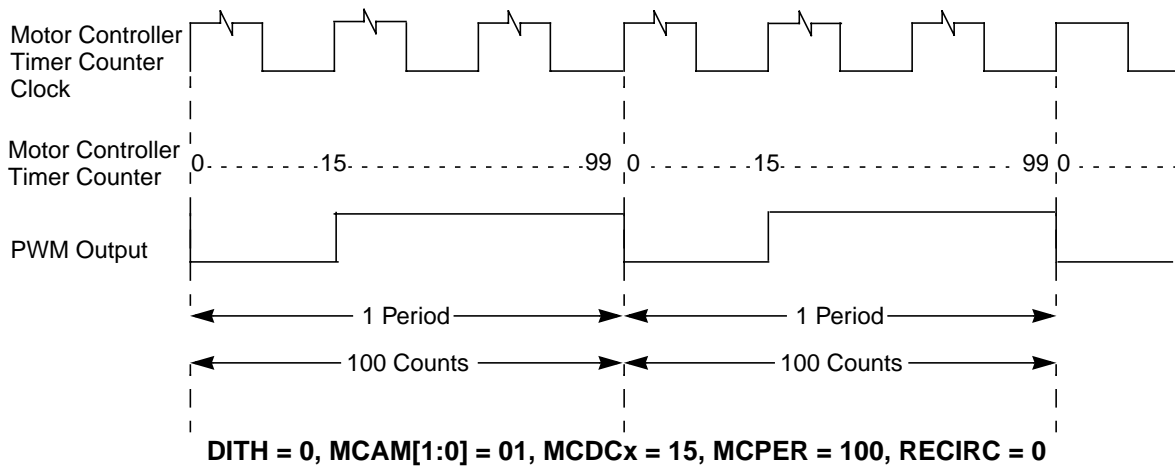 Motor Controller
Timer Counter
Clock
Motor Controller
Timer Counter
0 15 99 0 15 99 0
PWM Output
1 Period 1 Period
100 Counts 100 Counts
DITH = 0, MCAM[1:0] = 01, MCDCx = 15, MCPER = 100, RECIRC = 0